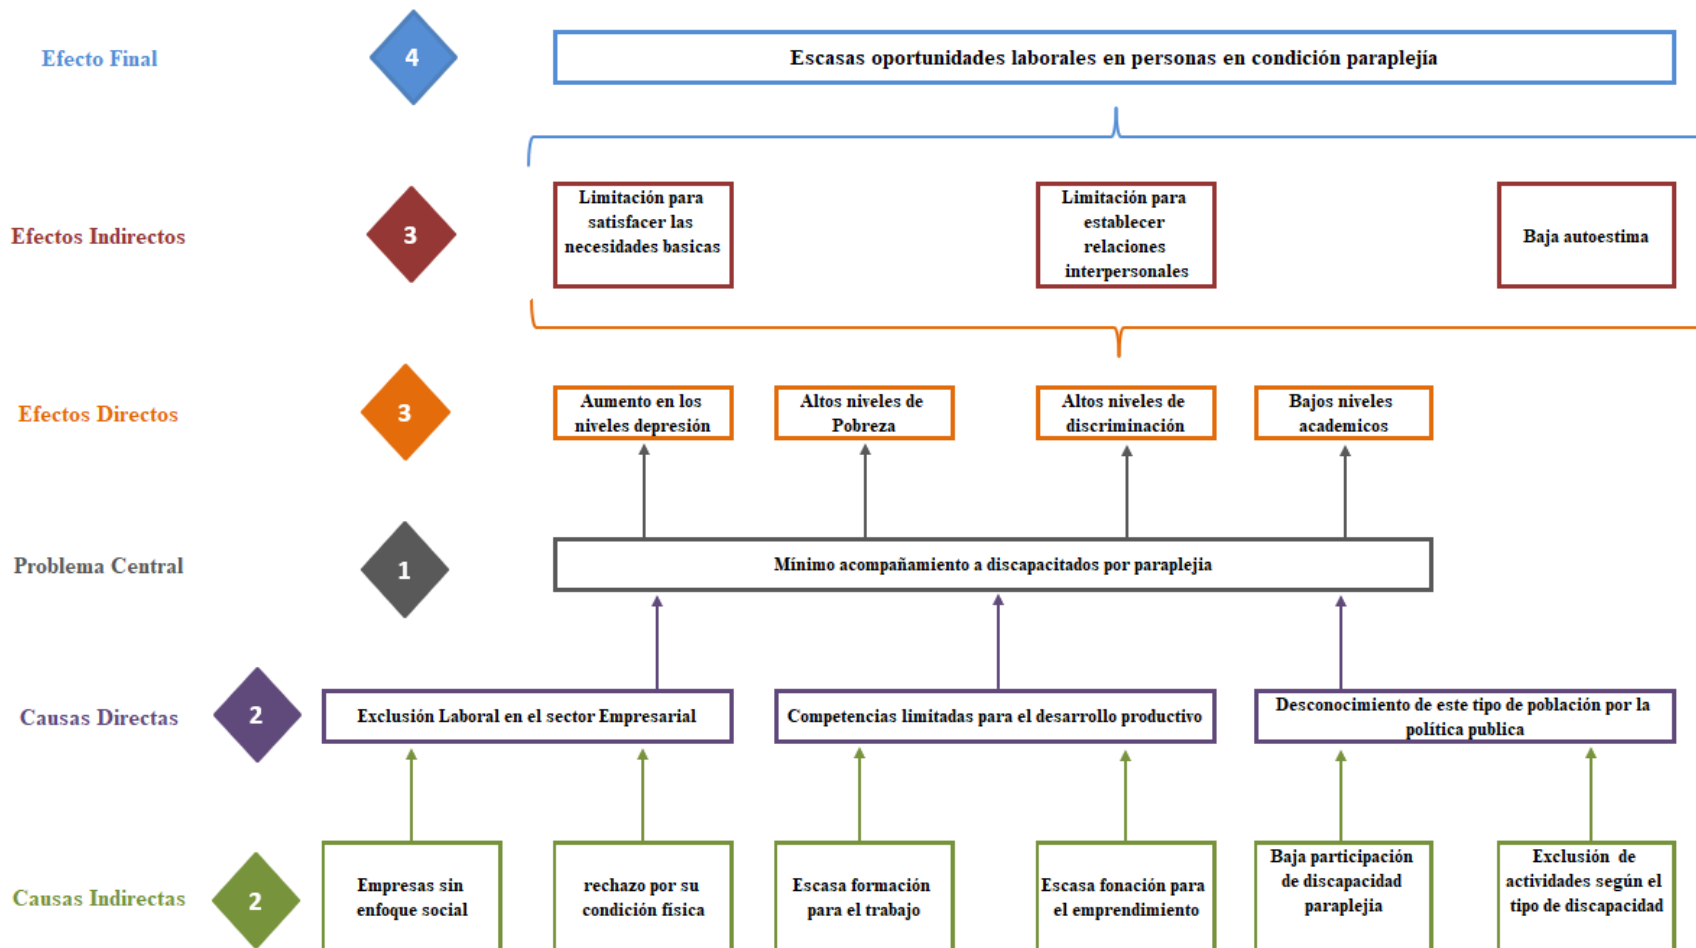 Efecto Final
4
Escasas oportunidades laborales en personas en condición paraplejía
Efectos Indirectos
3
Limitación para
satisfacer las
necesidades basicas
Limitación para
establecer
relaciones
interpersonales
Baja autoestima
Efectos Directos
3
Aumento en los
niveles depresión
Altos niveles de
Pobreza
Altos niveles de
discriminación
Bajos niveles
academicos
Problema Central
1
Mínimo acompañamiento a discapacitados por paraplejia
Causas Directas
2
Exclusión Laboral en el sector Empresarial
Competencias limitadas para el desarrollo productivo
Desconocimiento de este tipo de población por la
política publica
Causas Indirectas
2
Empresas sin
enfoque social
rechazo por su
condición física
Escasa formación
para el trabajo
Escasa fonación para
el emprendimiento
Baja participación
de discapacidad
paraplejia
Exclusión de
actividades según el
tipo de discapacidad